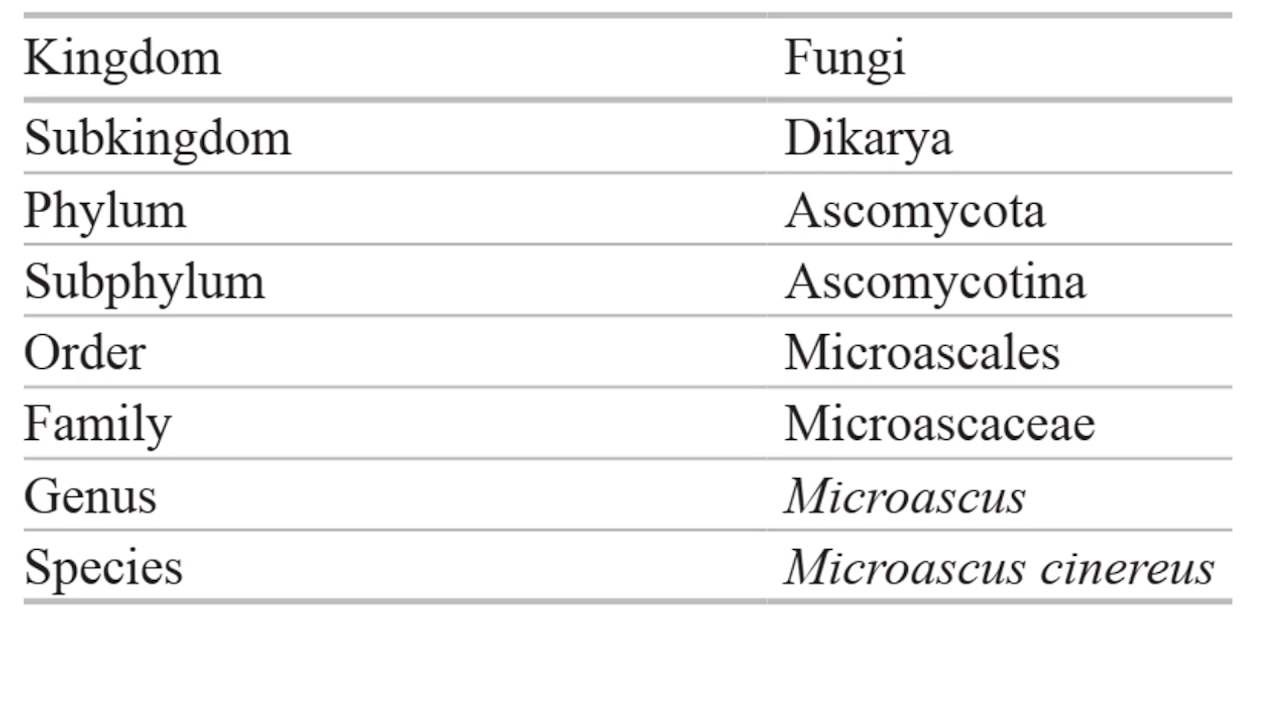 Kingdom Fungi
Subkingdom Dikarya
Phylum Ascomycota
Subphylum Ascomycotina
Order Microascales
Family Microascaceae
Genus Microascus
Species Microascus cinereus